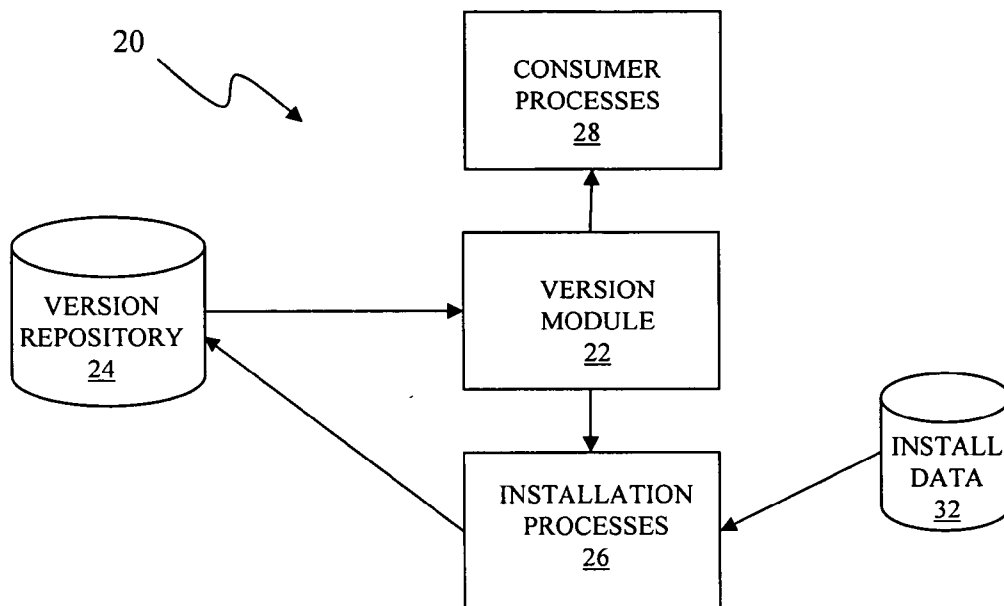 20
CONSUMER
PROCESSES
28
VERSION
REPOSITORY
24
VERSION
MODULE
22
INSTALL
DATA
32
INSTALLATION
PROCESSES
26